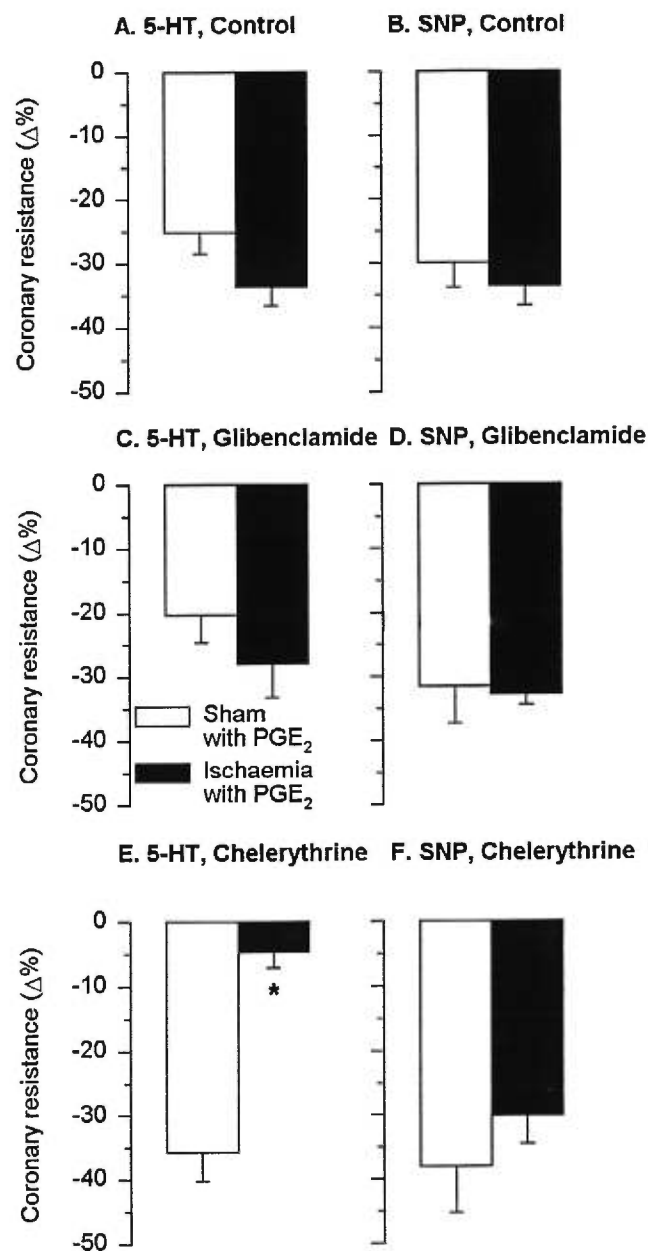 A. 5-HT, Control
B. SNP, Control
Coronary resistance (Δ%)
0
-10
-20
-30
-40
-50
C. 5-HT, Glibenclamide
D. SNP, Glibenclamide
Coronary resistance (Δ%)
0
-10
-20
-30
-40
-50
Sham
with PGE₂
Ischaemia
with PGE₂
E. 5-HT, Chelerythrine
F. SNP, Chelerythrine
Coronary resistance (Δ%)
0
-10
-20
-30
-40
-50
*